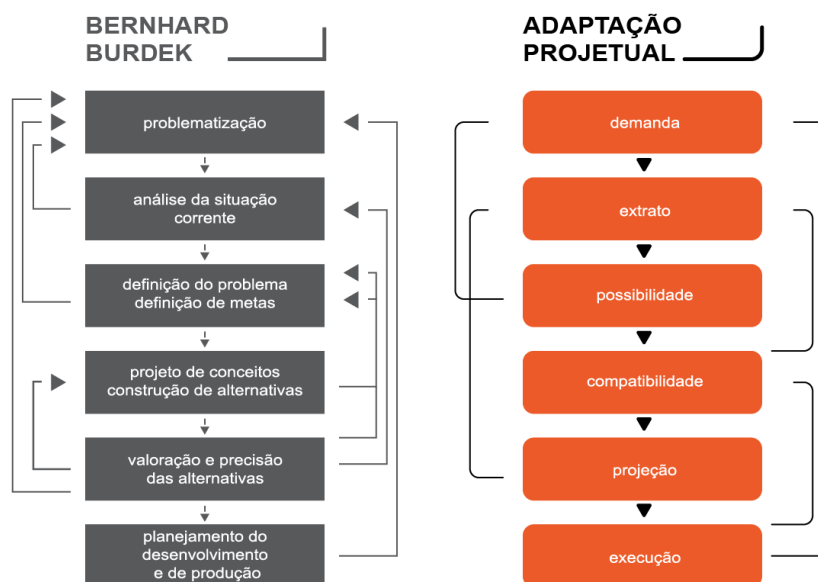 BERNHARD
BURDEK
problematização
análise da situação
corrente
definição do problema
definição de metas
projeto de conceitos
construção de alternativas
valoração e precisão
das alternativas
planejamento do
desenvolvimento
e de produção
ADAPTAÇÃO
PROJETUAL
demanda
extrato
possibilidade
compatibilidade
projeção
execução